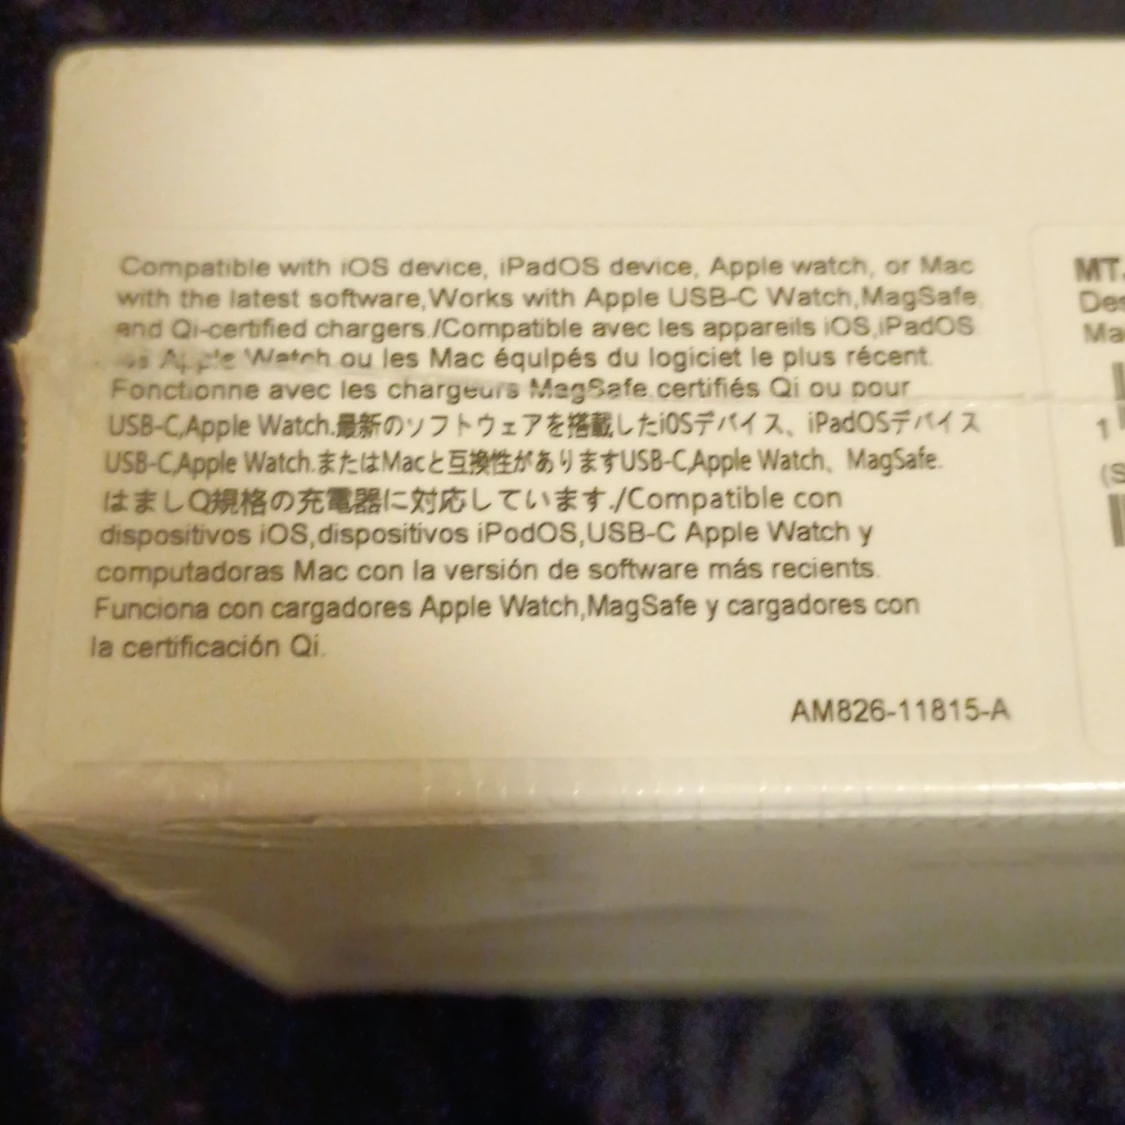 Compatible with iOS device, iPadOS device, Apple watch, or Mac
with the latest software,Works with Apple USB-C Watch,MagSafe
and Qi-certified chargers./Compatible avec les appareils iOS,iPadOS
Apple Watch ou les Mac équlpés du logiciet le plus récent.
Fonctionne avec les chargeurs MagSafe certifiés Qi ou pour
USB-C,Apple Watch.最新のソフトウェアを搭載したiOSデバイス、iPadOSデバイス
USB-C,Apple Watch.またはMacと互換性がありますUSB-C,Apple Watch、MagSafe.
はましQ規格の充電器に対応しています./Compatible con
dispositivos iOS,dispositivos iPodOS,USB-C Apple Watch y
computadoras Mac con la versión de software más recients.
Funciona con cargadores Apple Watch,MagSafe y cargadores con
la certificación Qi.
AM826-11815-A
MT
Des
Ma
1
(S